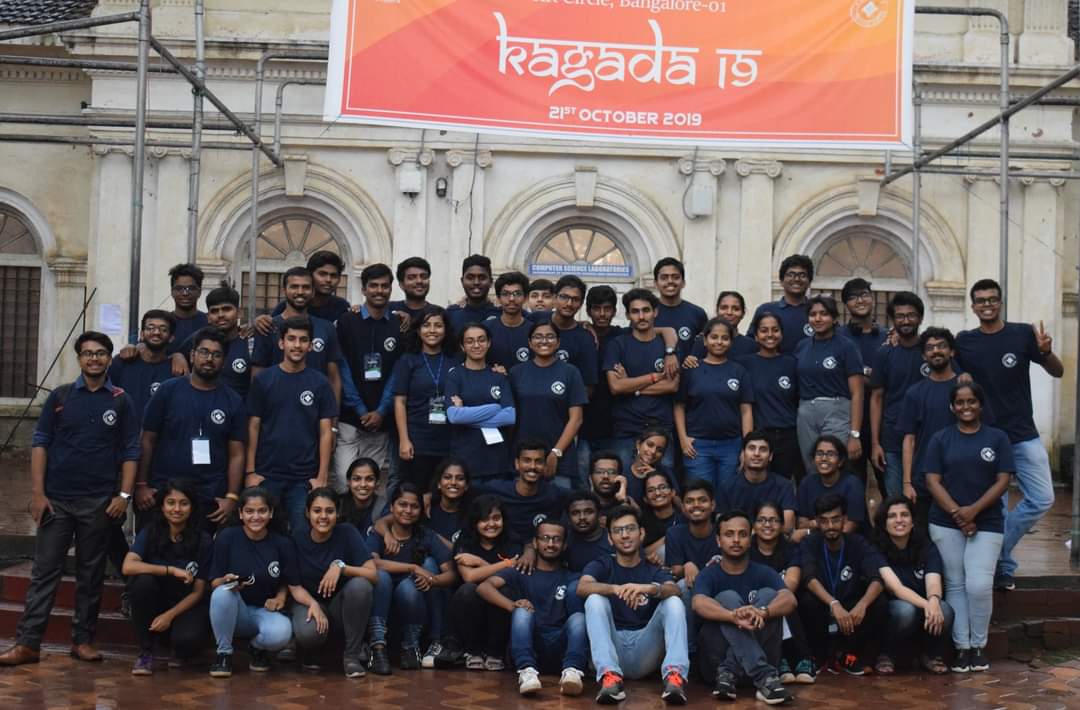 Circle, Bangalore-01
kagada 19
21ST OCTOBER 2019
COMPUTER SCIENCE LABORATORIES